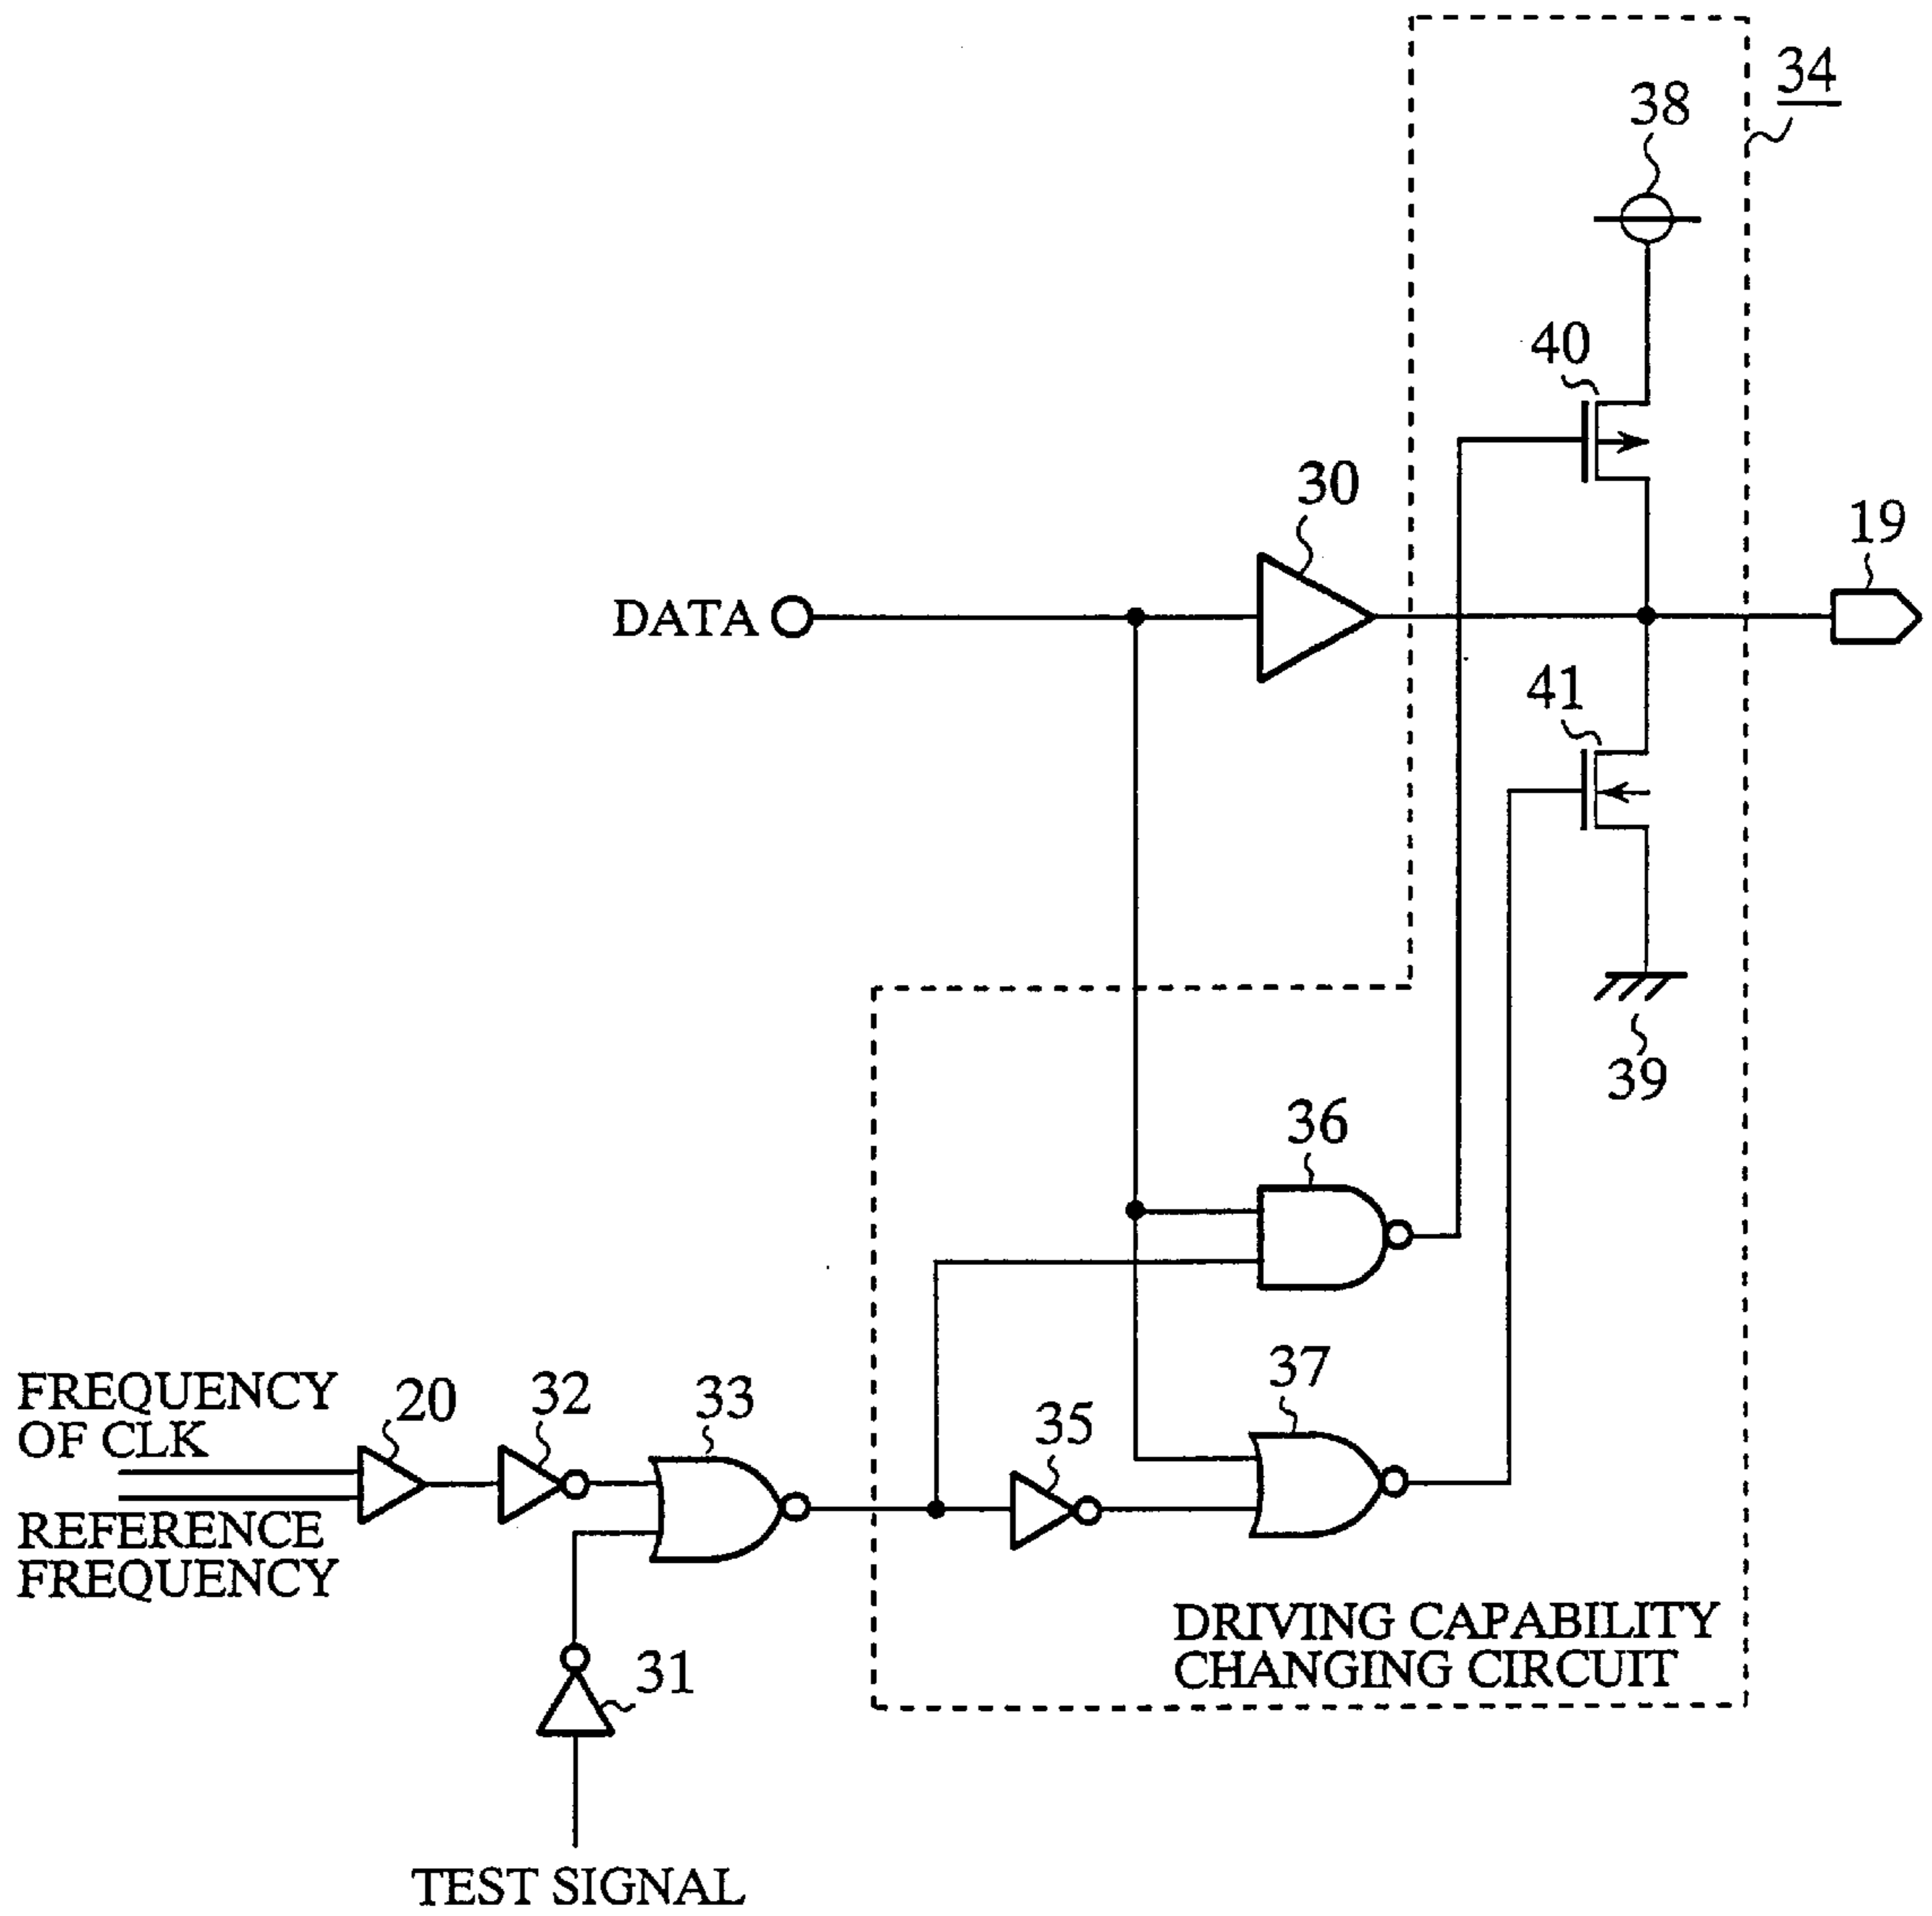 34
38
40
30
19
DATA
41
39
36
37
FREQUENCY
OF CLK
20
32
33
35
REFERENCE
FREQUENCY
DRIVING CAPABILITY
CHANGING CIRCUIT
31
TEST SIGNAL